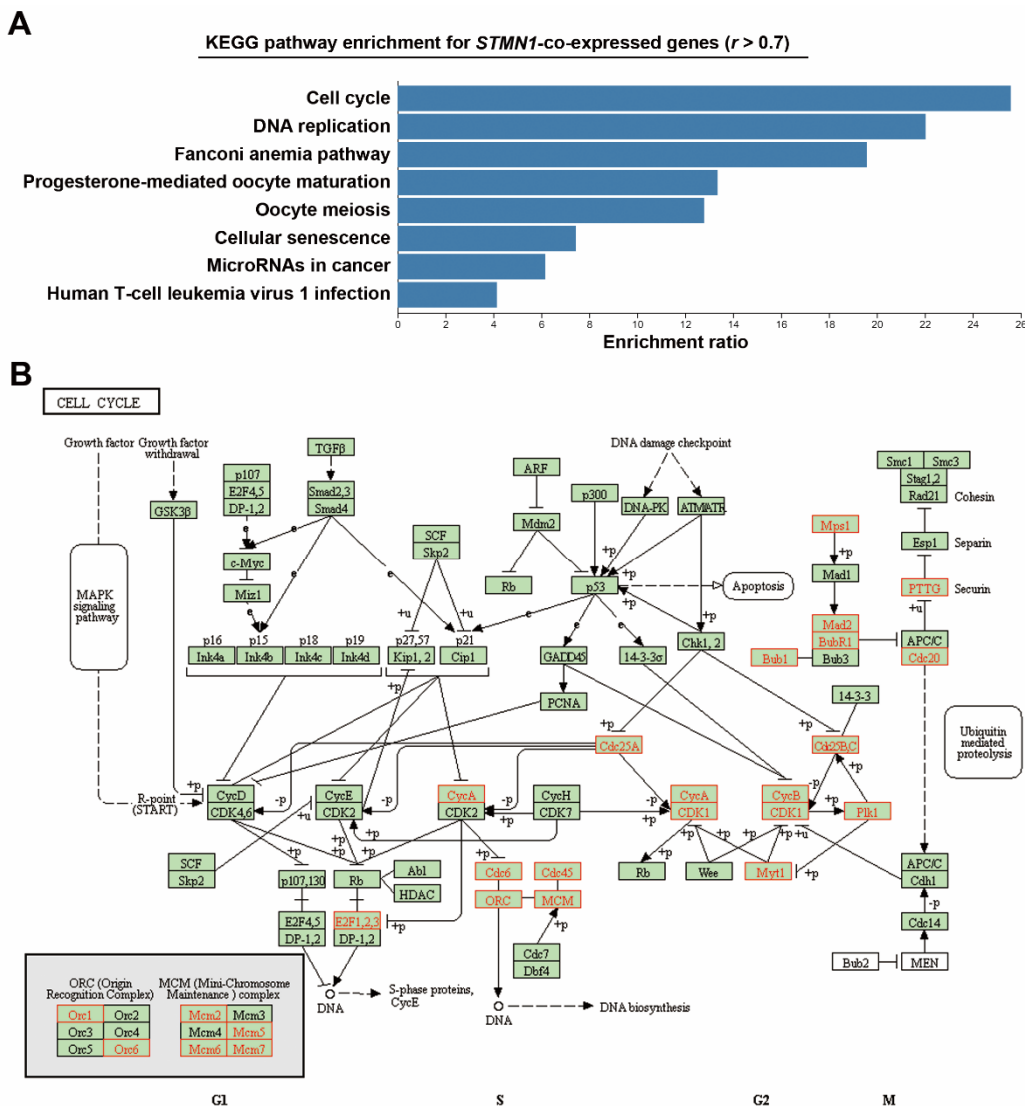 A
KEGG pathway enrichment for STMN1-co-expressed genes (r > 0.7)
Cell cycle
DNA replication
Fanconi anemia pathway
Progesterone-mediated oocyte maturation
Oocyte meiosis
Cellular senescence
MicroRNAs in cancer
Human T-cell leukemia virus 1 infection
0 2 4 6 8 10 12 14 16 18 20 22 24 26
Enrichment ratio
B
CELL CYCLE
Growth factor
Growth factor
withdrawal
GSK3β
MAPK
signaling
pathway
R-point
(START)
p107
E2F4,5
DP-1,2
TGFβ
Smad2,3
Smad4
e
e
e
e
c-Myc
Miz1
SCF
Skp2
+u
+u
p16
Ink4a
p15
Ink4b
p18
Ink4c
p19
Ink4d
p27,57
Kip1, 2
p21
Cip1
ARF
Mdm2
Rb
p300
DNA damage checkpoint
DNA-PK
ATM/ATR
+p
+p
+p
+p
+p
p53
Apoptosis
e
e
e
GADD45
14-3-3σ
PCNA
Chk1, 2
Mps1
+p
Mad1
Mad2
BubR1
Bub3
Bub1
Smc1
Smc3
Stag1,2
Rad21
Cohesin
Esp1
Separin
PTTG
Securin
+u
APC/C
Cdc20
14-3-3
Ubiquitin
mediated
proteolysis
+p
+p
+p
Cdc25A
Cdc25B,C
+p
+p
CycD
CDK4,6
-p
+u
CycE
CDK2
-p
CycA
CDK2
-p
+p
CycH
CDK7
-p
+p
CycA
CDK1
-p
CycB
CDK1
+p
+u
Plk1
SCF
Skp2
+p
+p
+p
+p
+p
p107,130
Rb
Abl
HDAC
E2F4,5
DP-1,2
E2F1,2,3
DP-1,2
+p
Cdc6
Cdc45
ORC
MCM
+p
Cdc7
Dbf4
+p
Rb
+p
+p
Wee
Myt1
+p
APC/C
Cdh1
-p
Cdc14
Bub2
MEN
DNA
S-phase proteins,
CycE
DNA
DNA biosynthesis
ORC (Origin
Recognition Complex)
Orc1
Orc2
Orc3
Orc4
Orc5
Orc6
MCM (Mini-Chromosome
Maintenance ) complex
Mcm2
Mcm3
Mcm4
Mcm5
Mcm6
Mcm7
G1
S
G2
M